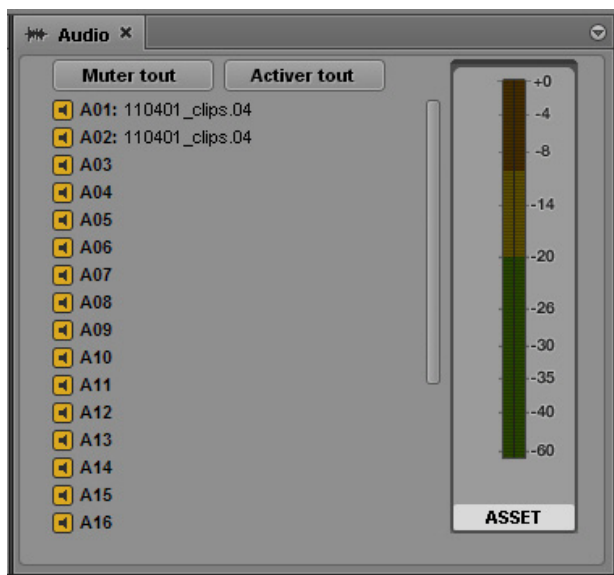 Audio ×
Muter tout
Activer tout
A01: 110401_clips.04
A02: 110401_clips.04
A03
A04
A05
A06
A07
A08
A09
A10
A11
A12
A13
A14
A15
A16
+0
-4
-8
-14
-20
-26
-30
-35
-40
-60
ASSET